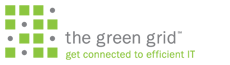 the green grid™
get connected to efficient IT